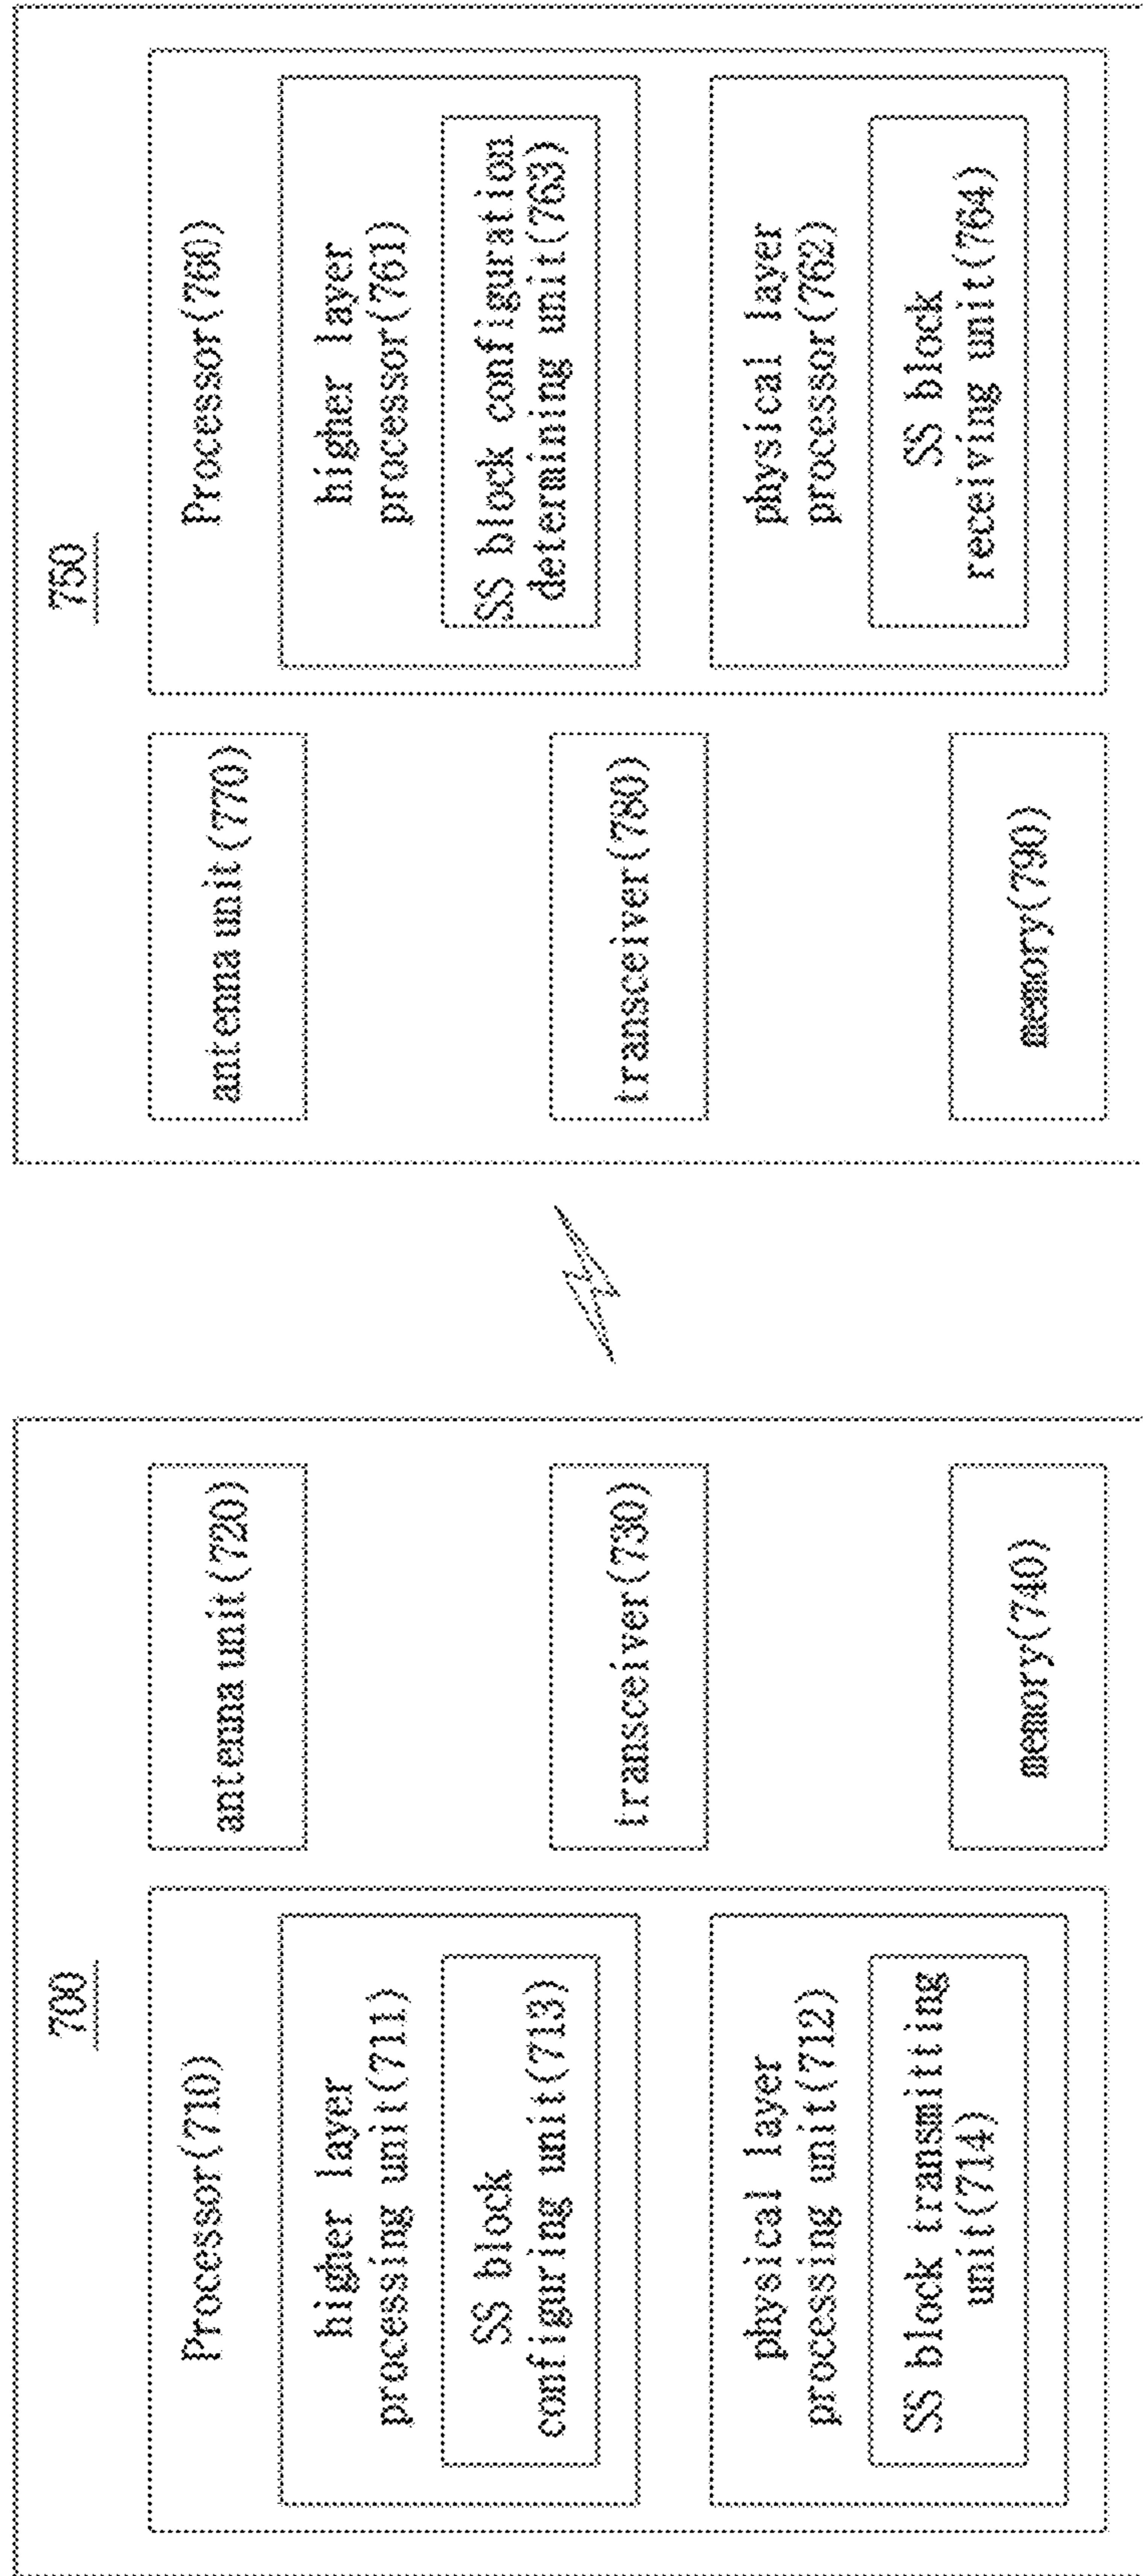 700
Processor(710)
higher layer
processing unit(711)
SS block
configuring unit(713)
physical layer
processing unit(712)
SS block transmitting
unit(714)
antenna unit(720)
transceiver(730)
memory(740)
750
antenna unit(770)
transceiver(780)
memory(790)
Processor(760)
higher layer
processor(761)
SS block configuration
determining unit(763)
physical layer
processor(762)
SS block
receiving unit(764)